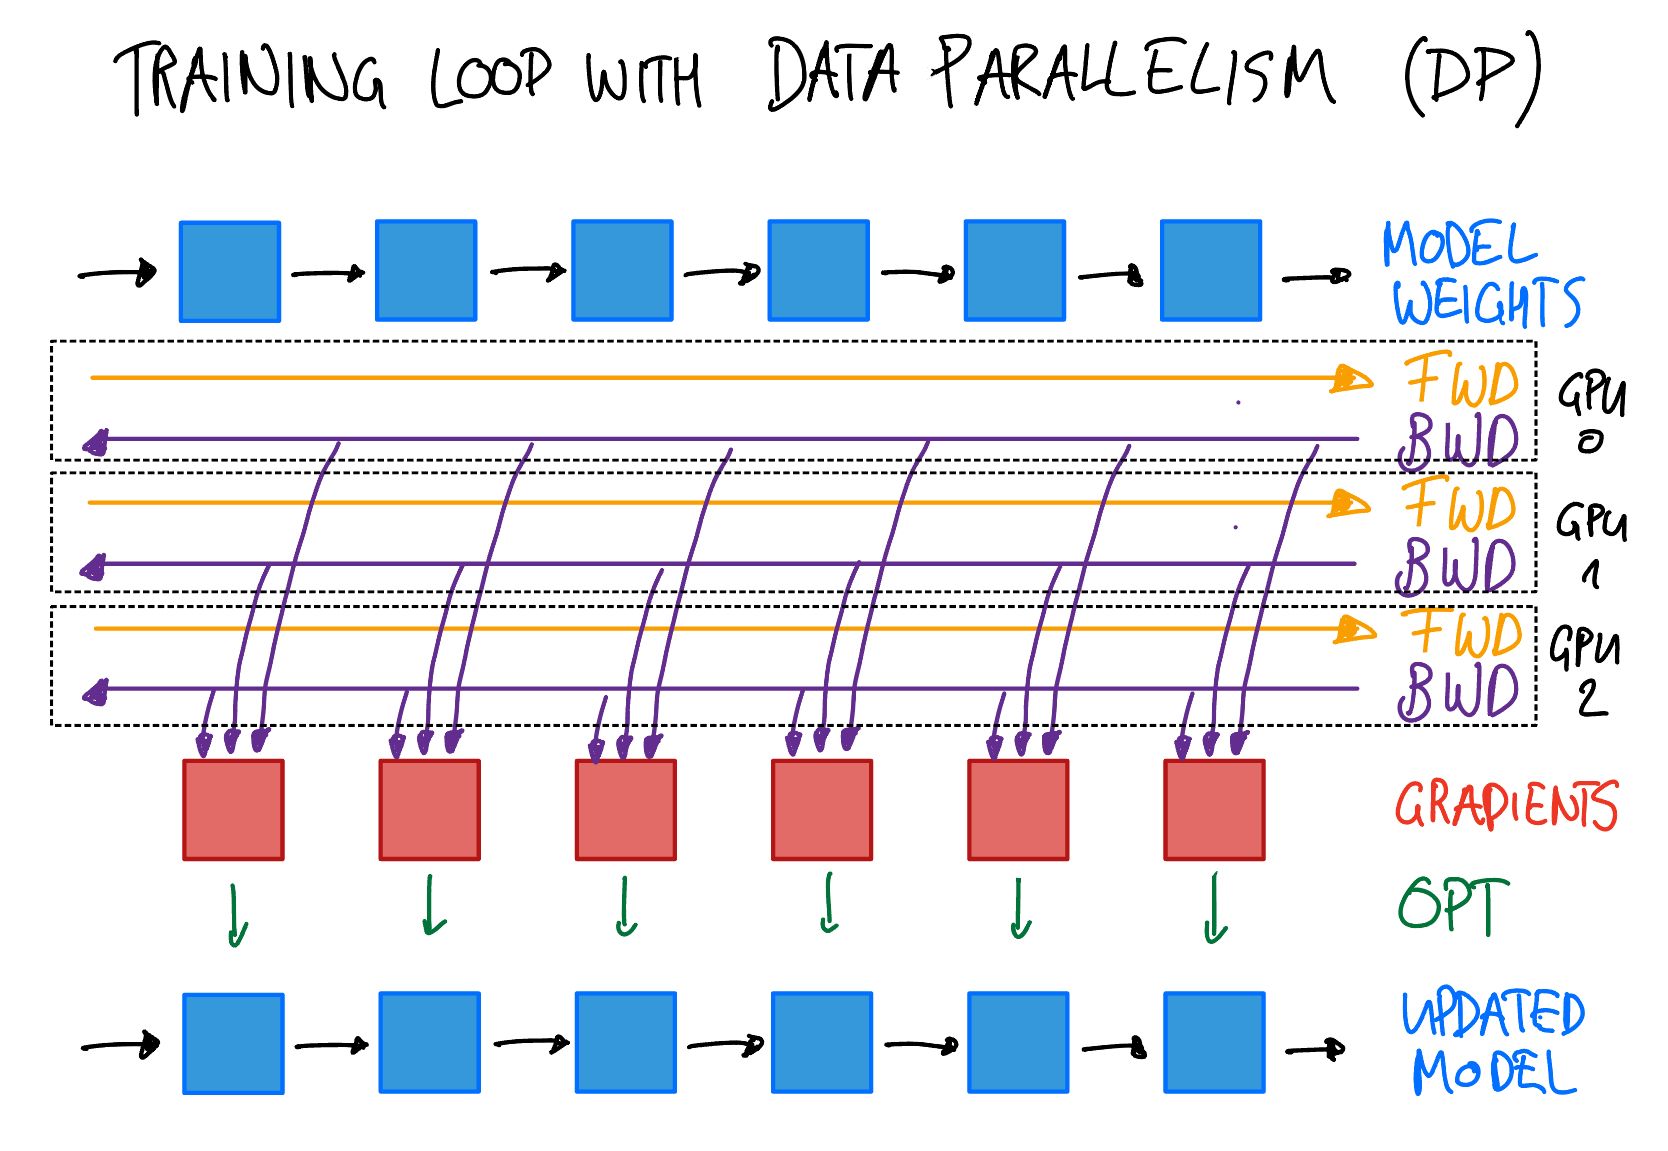 TRAINING LOOP WITH DATA PARALLELISM (DP)
MODEL
WEIGHTS
FWD
BWD
GPU
0
FWD
BWD
GPU
1
FWD
BWD
GPU
2
GRADIENTS
OPT
UPDATED
MODEL